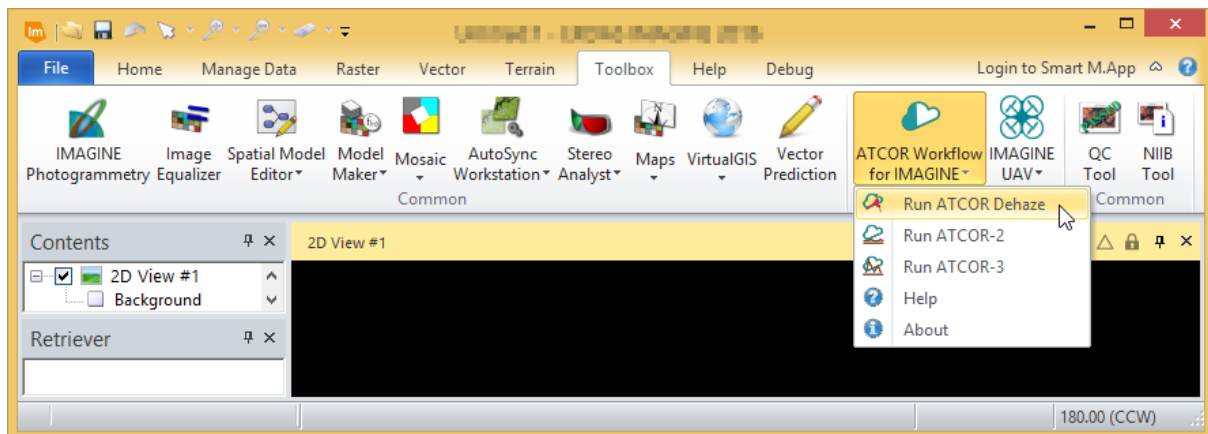 Im
File Home Manage Data Raster Vector Terrain Toolbox Help Debug Login to Smart M.App
IMAGINE Photogrammetry
Image Equalizer
Spatial Model Editor
Model Maker
Mosaic
AutoSync Workstation
Stereo Analyst
Maps
VirtualGIS
Vector Prediction
ATCOR Workflow for IMAGINE
IMAGINE UAV
QC Tool
NIIB Tool
Common
Common
Run ATCOR Dehaze
Run ATCOR-2
Run ATCOR-3
Help
About
Contents
2D View #1
2D View #1
Background
Retriever
180.00 (CCW)